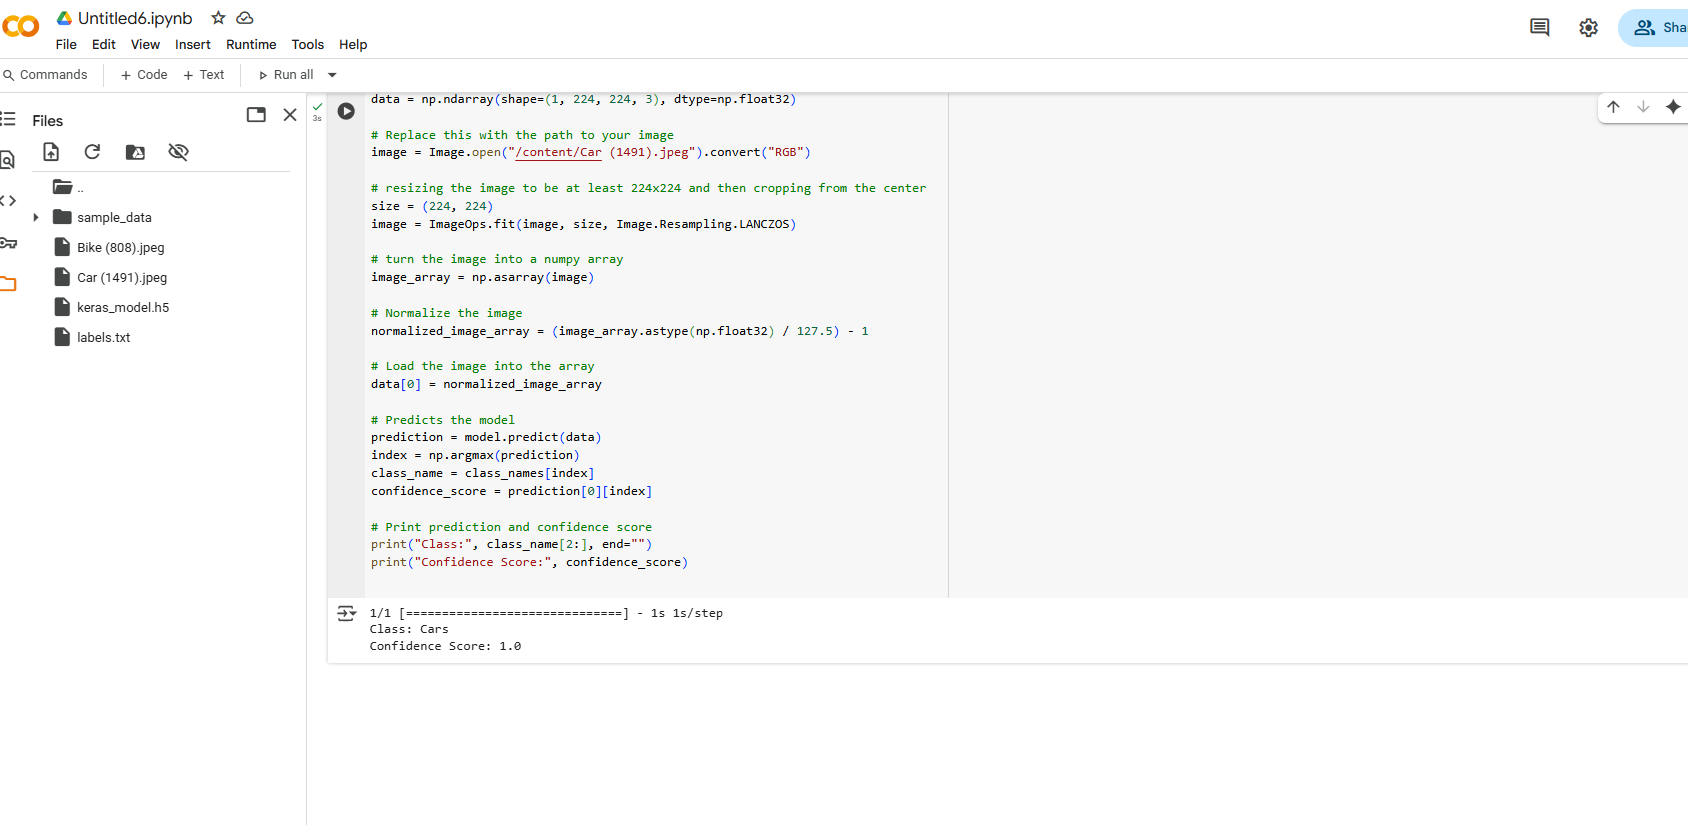 Untitled6.ipynb
File Edit View Insert Runtime Tools Help
Commands + Code + Text Run all
Files
..
sample_data
Bike (808).jpeg
Car (1491).jpeg
keras_model.h5
labels.txt
3s
data = np.ndarray(shape=(1, 224, 224, 3), dtype=np.float32)
# Replace this with the path to your image
image = Image.open("/content/Car (1491).jpeg").convert("RGB")
# resizing the image to be at least 224x224 and then cropping from the center
size = (224, 224)
image = ImageOps.fit(image, size, Image.Resampling.LANCZOS)
# turn the image into a numpy array
image_array = np.asarray(image)
# Normalize the image
normalized_image_array = (image_array.astype(np.float32) / 127.5) - 1
# Load the image into the array
data[0] = normalized_image_array
# Predicts the model
prediction = model.predict(data)
index = np.argmax(prediction)
class_name = class_names[index]
confidence_score = prediction[0][index]
# Print prediction and confidence score
print("Class:", class_name[2:], end="")
print("Confidence Score:", confidence_score)
1/1 [==============================] - 1s 1s/step
Class: Cars
Confidence Score: 1.0